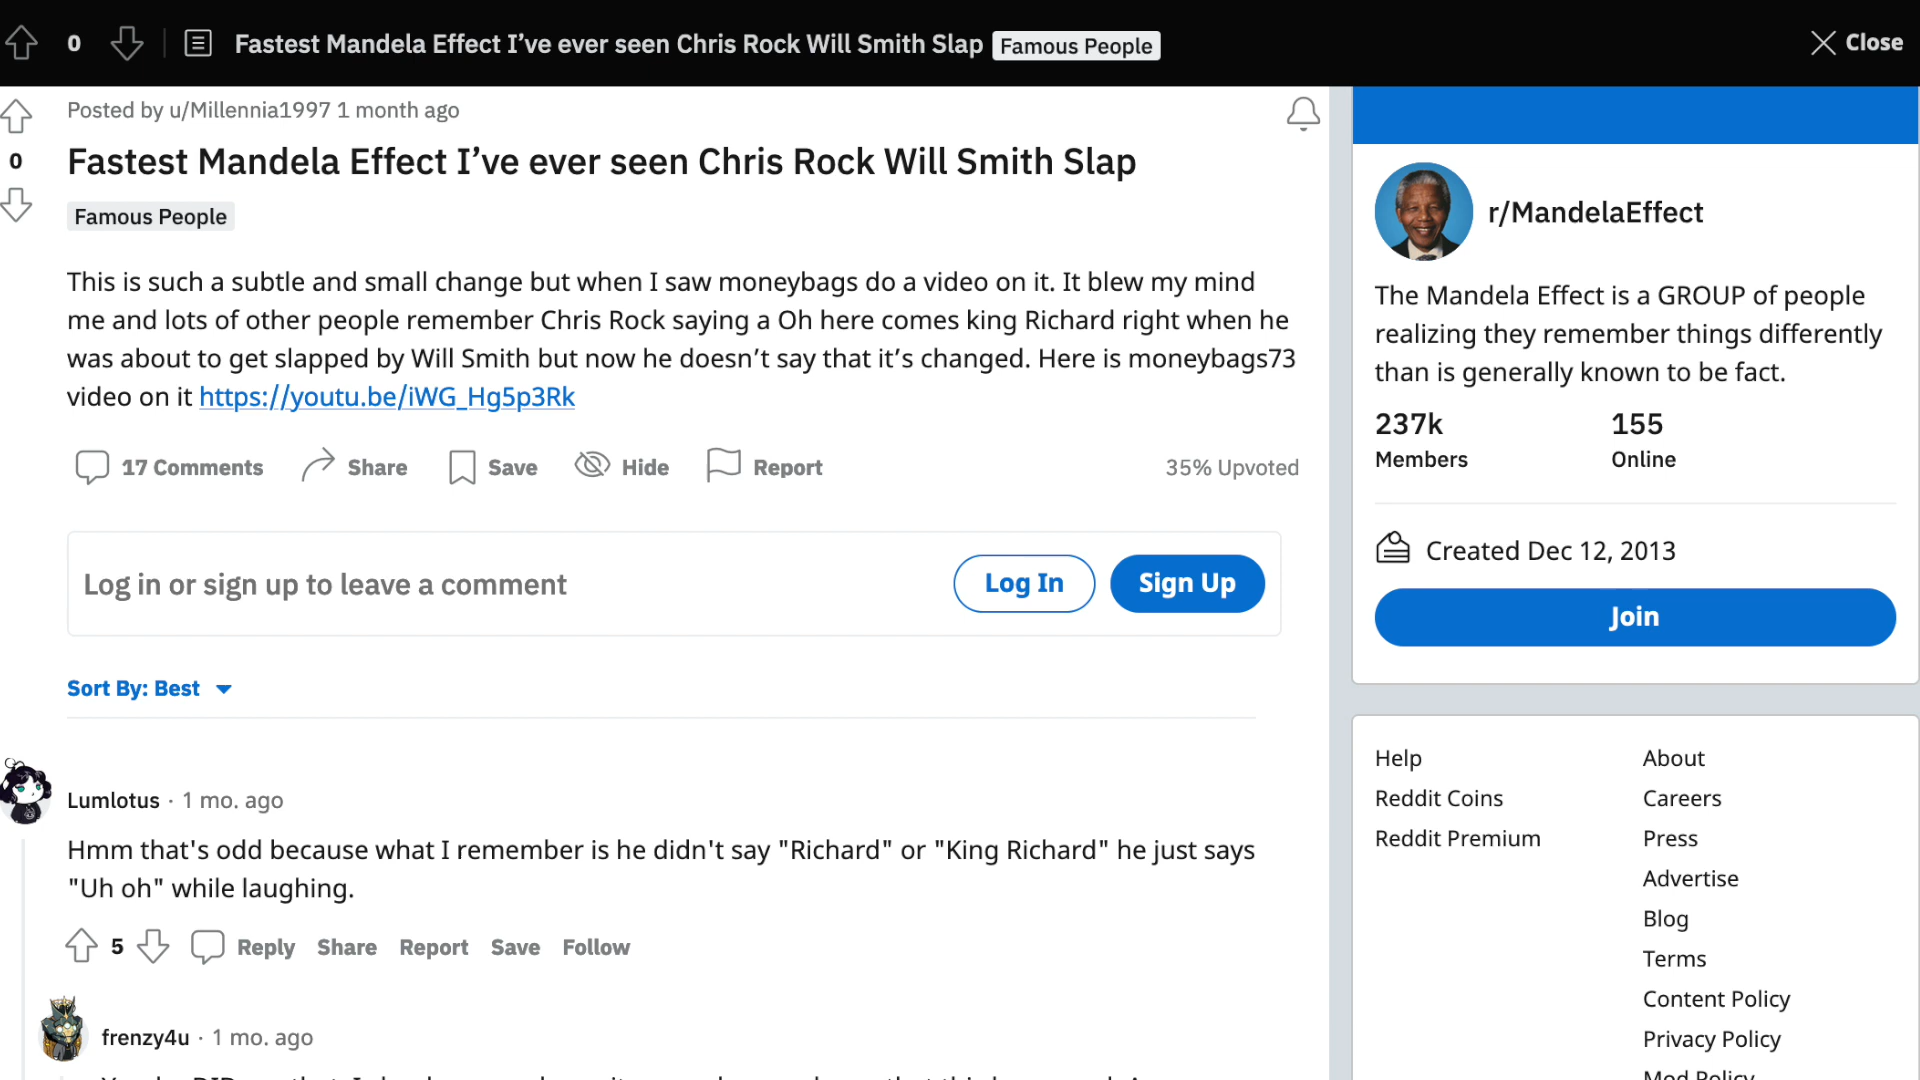 0
Fastest Mandela Effect I’ve ever seen Chris Rock Will Smith Slap Famous People
Close
Posted by u/Millennia1997 1 month ago
0
Fastest Mandela Effect I’ve ever seen Chris Rock Will Smith Slap
Famous People
This is such a subtle and small change but when I saw moneybags do a video on it. It blew my mind
me and lots of other people remember Chris Rock saying a Oh here comes king Richard right when he
was about to get slapped by Will Smith but now he doesn’t say that it’s changed. Here is moneybags73
video on it https://youtu.be/iWG_Hg5p3Rk
17 Comments Share Save Hide Report 35% Upvoted
Log in or sign up to leave a comment Log In Sign Up
Sort By: Best
Lumlotus · 1 mo. ago
Hmm that's odd because what I remember is he didn't say "Richard" or "King Richard" he just says
"Uh oh" while laughing.
5 Reply Share Report Save Follow
frenzy4u · 1 mo. ago
r/MandelaEffect
The Mandela Effect is a GROUP of people
realizing they remember things differently
than is generally known to be fact.
237k 155
Members Online
Created Dec 12, 2013
Join
Help About
Reddit Coins Careers
Reddit Premium Press
Advertise
Blog
Terms
Content Policy
Privacy Policy
Mod Policy